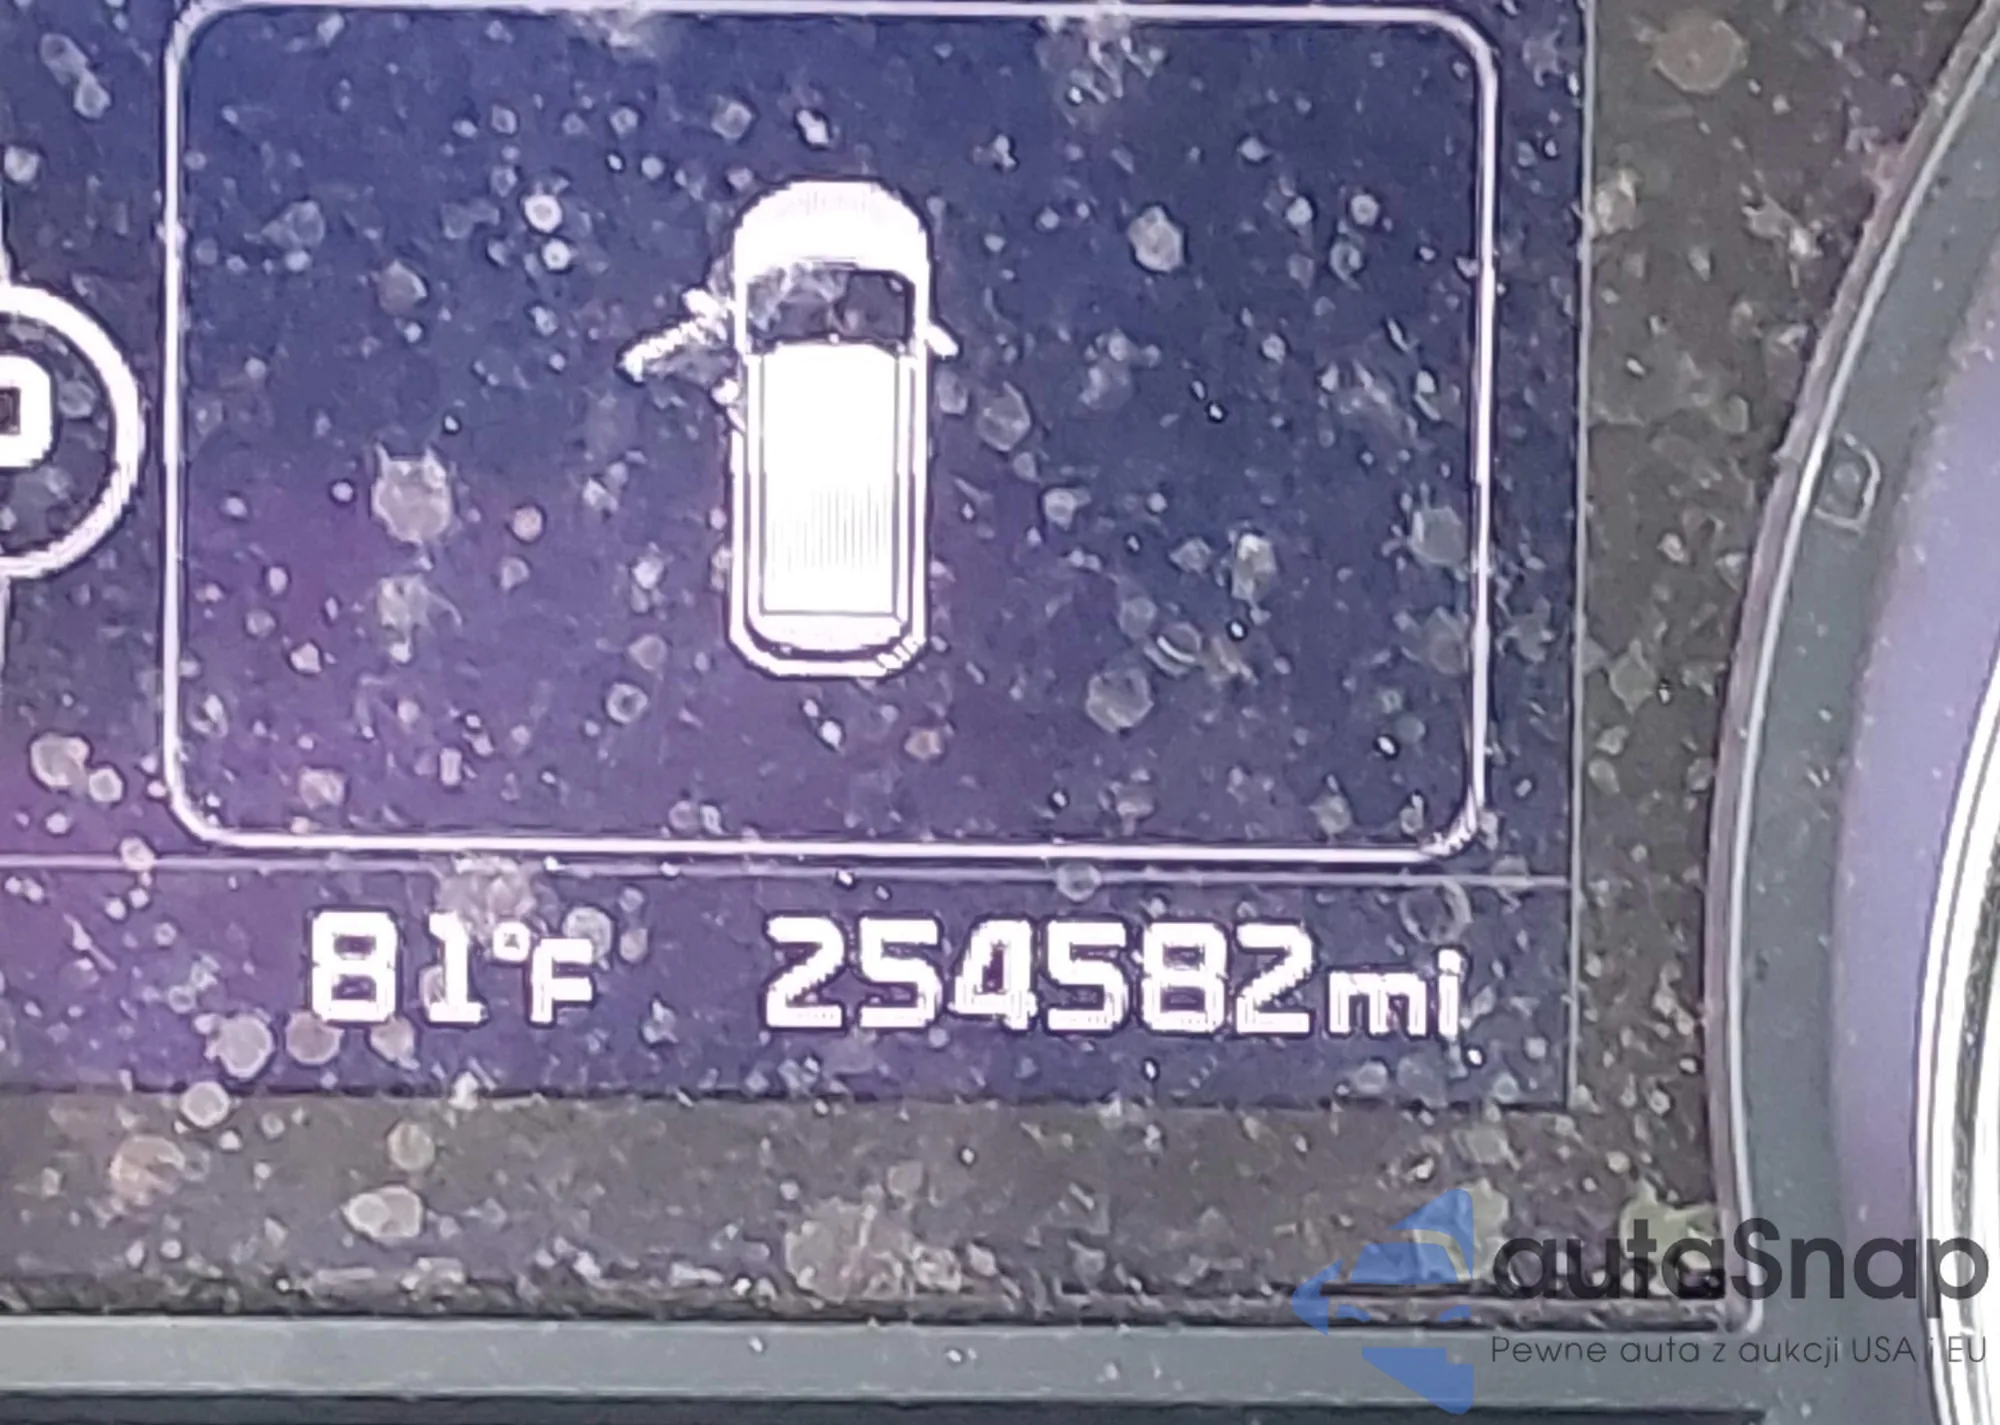 P
81°F 254582mi
autaSnap
Pewne auta z aukcji USA i EU